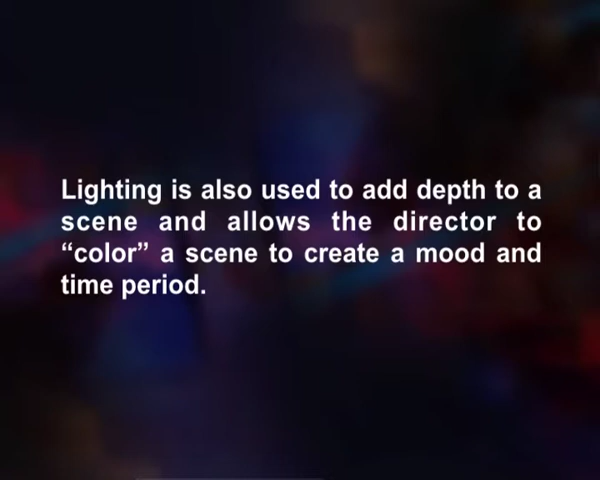 Lighting is also used to add depth to a
scene and allows the director to
“color” a scene to create a mood and
time period.